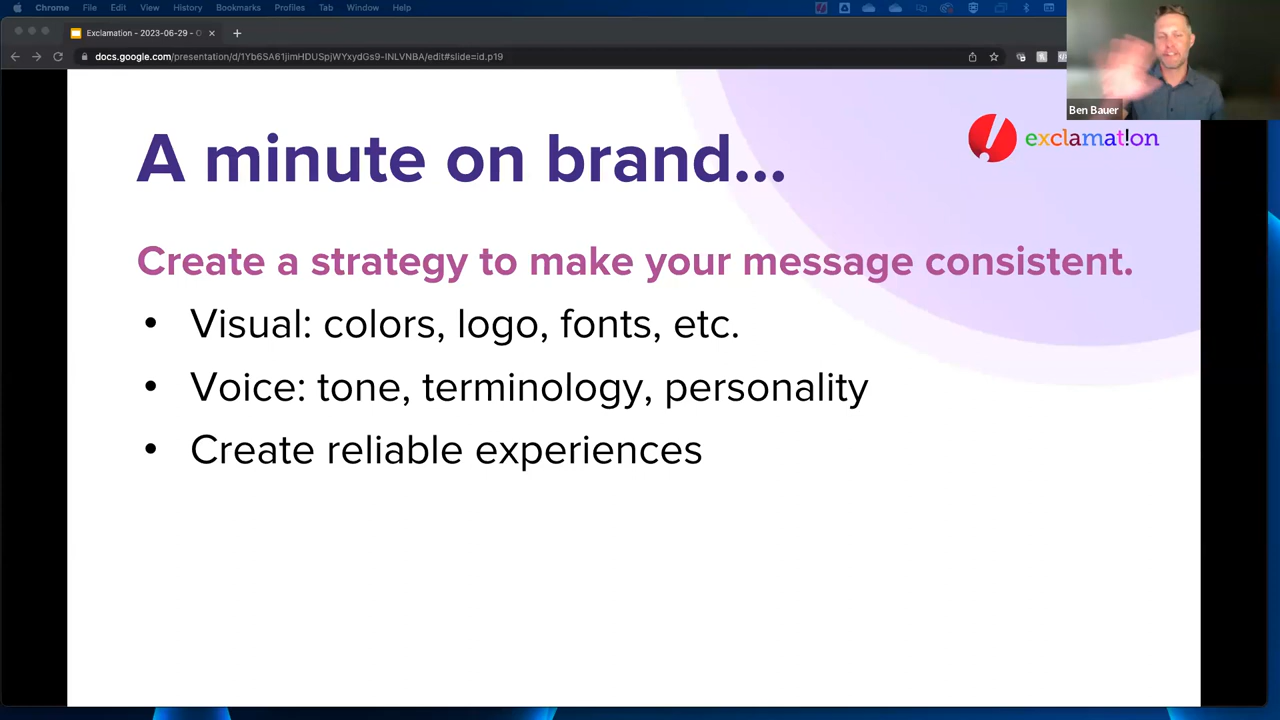 Chrome File Edit View History Bookmarks Profiles Tab Window Help
Exclamation - 2023-06-29 -
docs.google.com/presentation/d/1Yb6SA61jimHDUSpjWYxydGs9-INLVNBA/edit#slide=id.p19
Ben Bauer
exclamat!on
A minute on brand...
Create a strategy to make your message consistent.
• Visual: colors, logo, fonts, etc.
• Voice: tone, terminology, personality
• Create reliable experiences